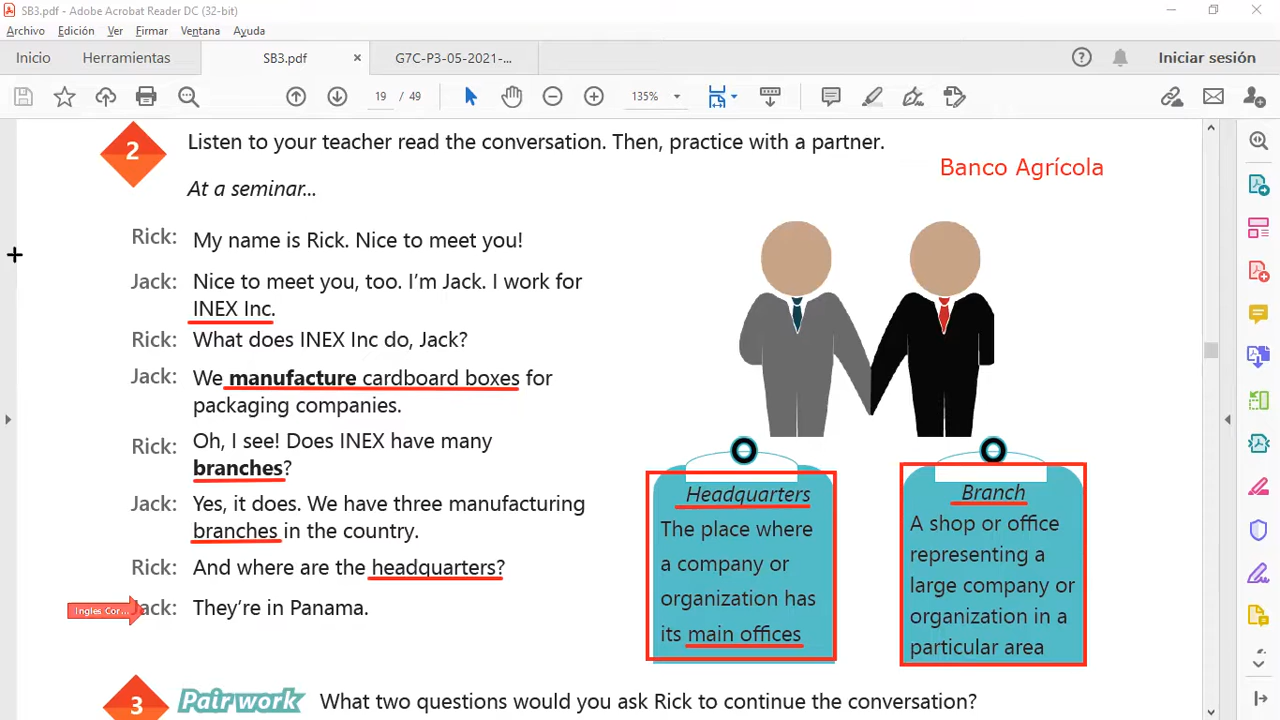 SB3.pdf - Adobe Acrobat Reader DC (32-bit)
Archivo Edición Ver Firmar Ventana Ayuda
Inicio Herramientas SB3.pdf × G7C-P3-05-2021-... Iniciar sesión
19 / 49 135%
2 Listen to your teacher read the conversation. Then, practice with a partner.
Banco Agrícola
At a seminar...
Rick: My name is Rick. Nice to meet you!
Jack: Nice to meet you, too. I'm Jack. I work for
INEX Inc.
Rick: What does INEX Inc do, Jack?
Jack: We manufacture cardboard boxes for
packaging companies.
Rick: Oh, I see! Does INEX have many
branches?
Jack: Yes, it does. We have three manufacturing
branches in the country.
Rick: And where are the headquarters?
Ingles Cor... Jack: They're in Panama.
Headquarters
The place where
a company or
organization has
its main offices
Branch
A shop or office
representing a
large company or
organization in a
particular area
3 Pair work What two questions would you ask Rick to continue the conversation?